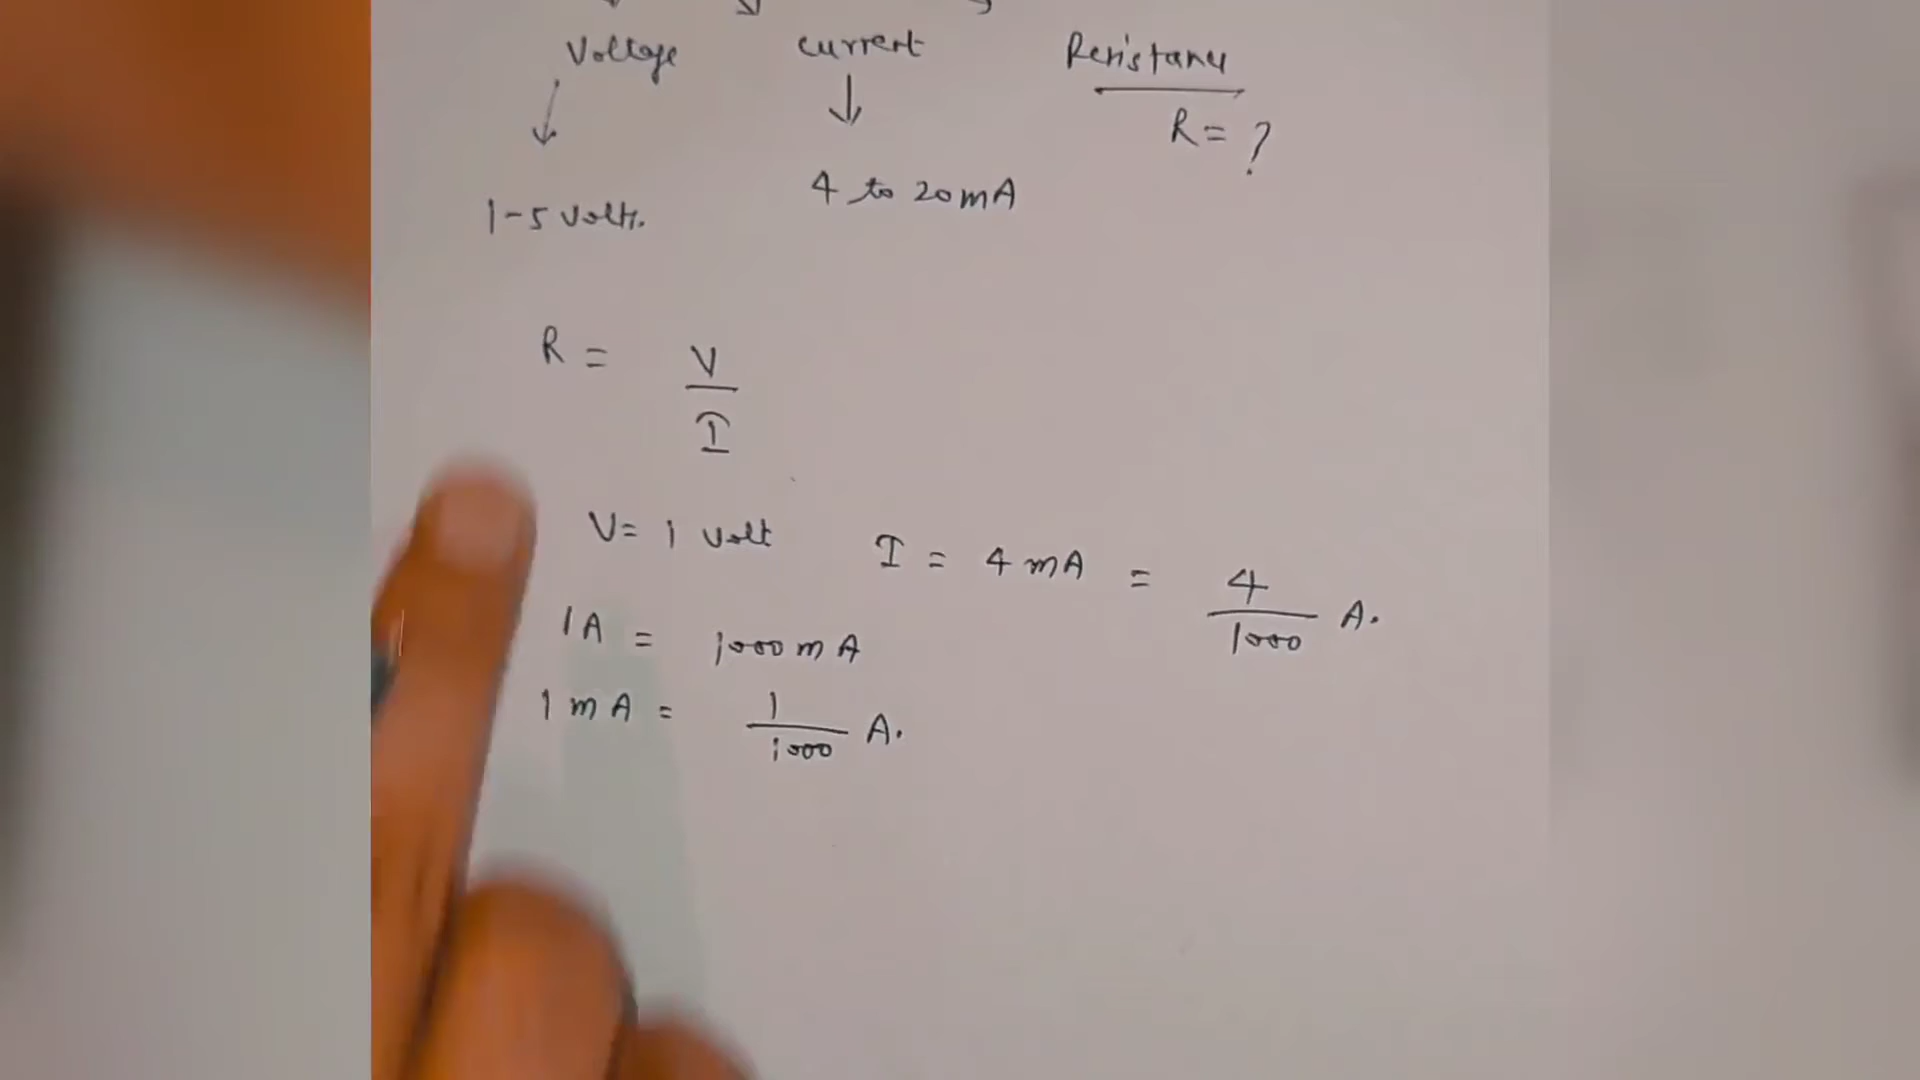 Voltage current Resistance
R = ?
4 to 20mA
1-5 volts.
R = V / I
V = 1 volt I = 4 mA = 4 / 1000 A.
1A = 1000 mA
1 mA = 1 / 1000 A.